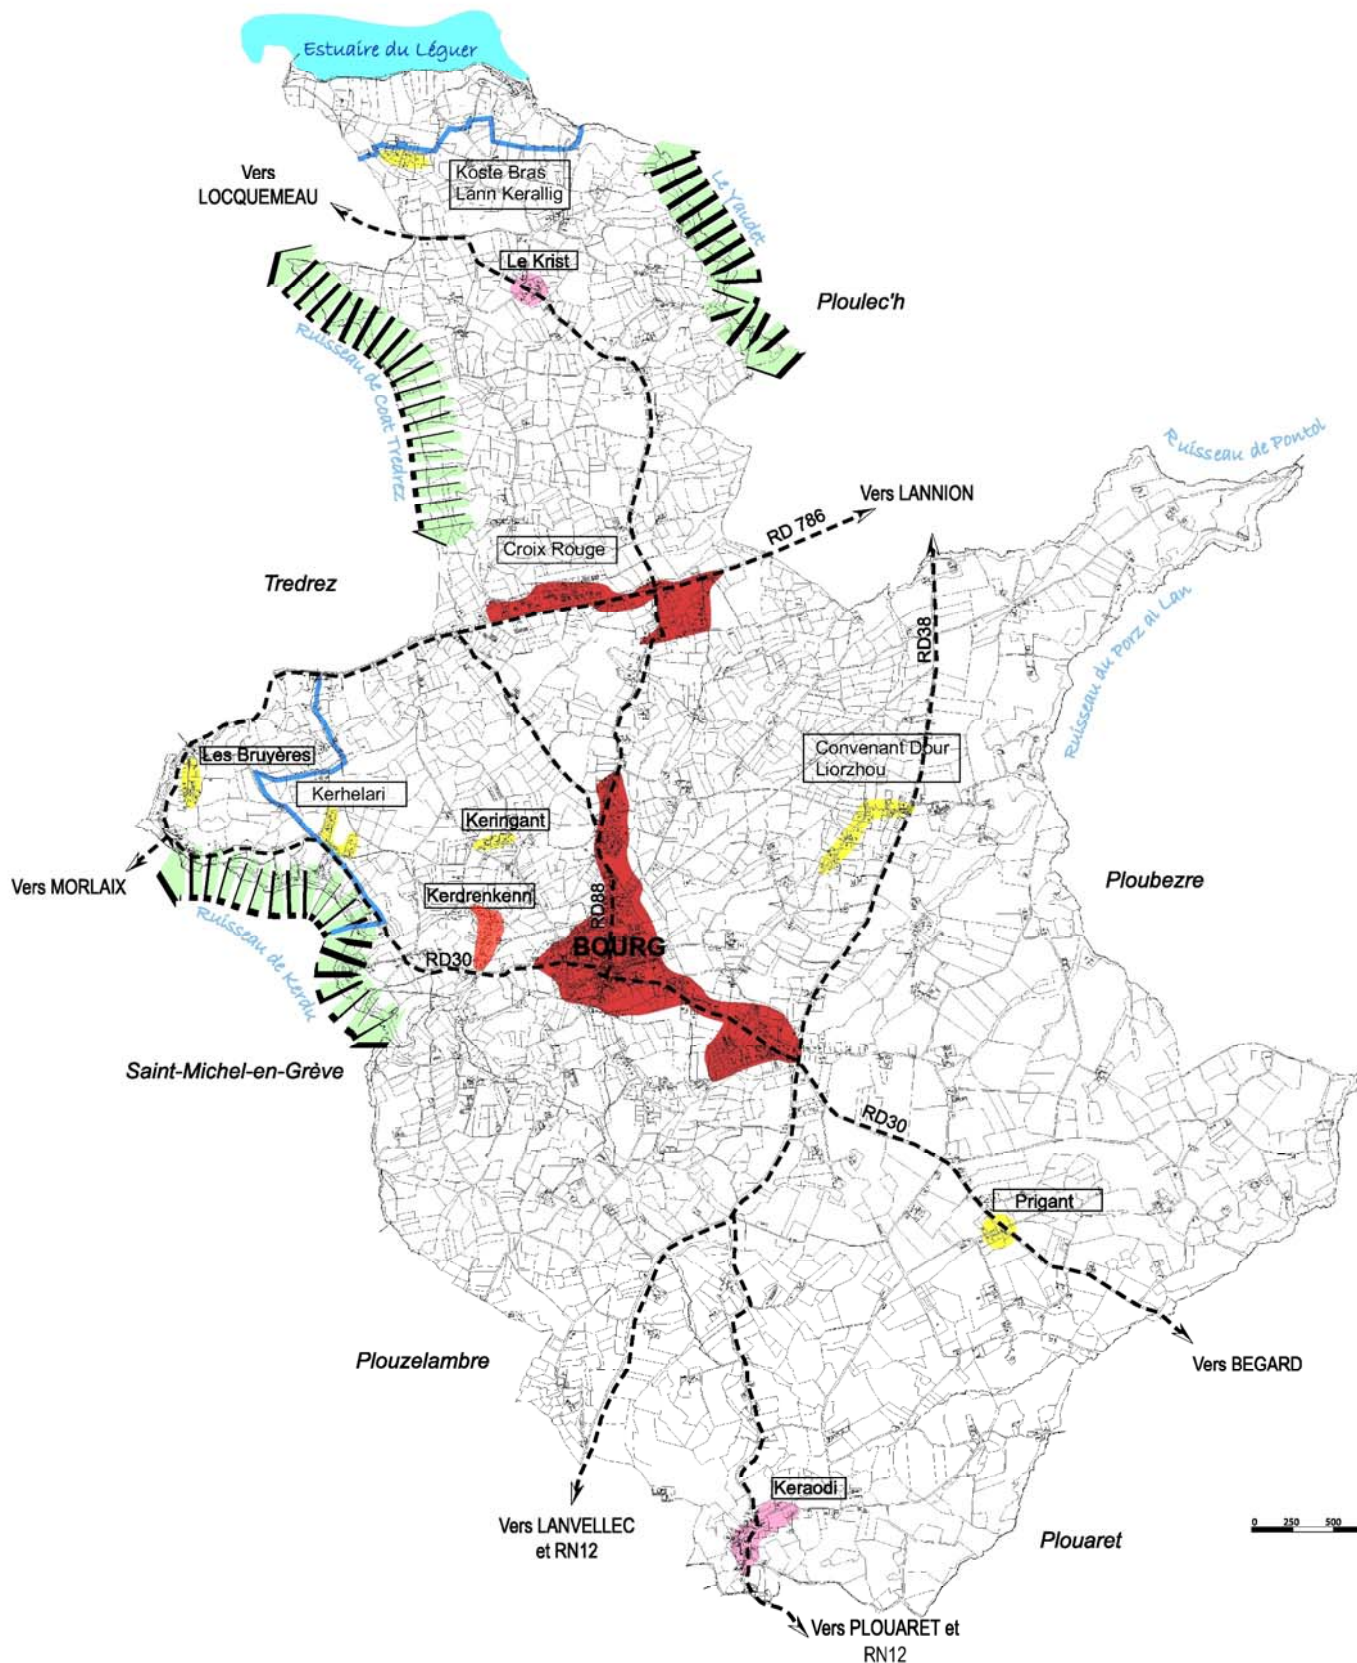 Estuaire du Léguer
Koste Bras
Lann Kerallig
Vers
LOCQUEMEAU
Le Yaudet
Le Krist
Ploulec'h
Ruisseau de Coat Tredrez
Ruisseau de Pontol
Vers LANNION
RD 786
Croix Rouge
Tredrez
RD38
Ruisseau du Porz al Lan
Les Bruyères
Convenant Dour
Liorzhou
Kerhelari
Keringant
Vers MORLAIX
Kerdrenkenn
RD88
Ploubezre
Ruisseau de Kerdu
BOURG
RD30
Saint-Michel-en-Grève
RD30
Prigant
Plouzelambre
Vers BEGARD
Keraodi
Vers LANVELLEC
et RN12
0 250 500
Plouaret
Vers PLOUARET et
RN12